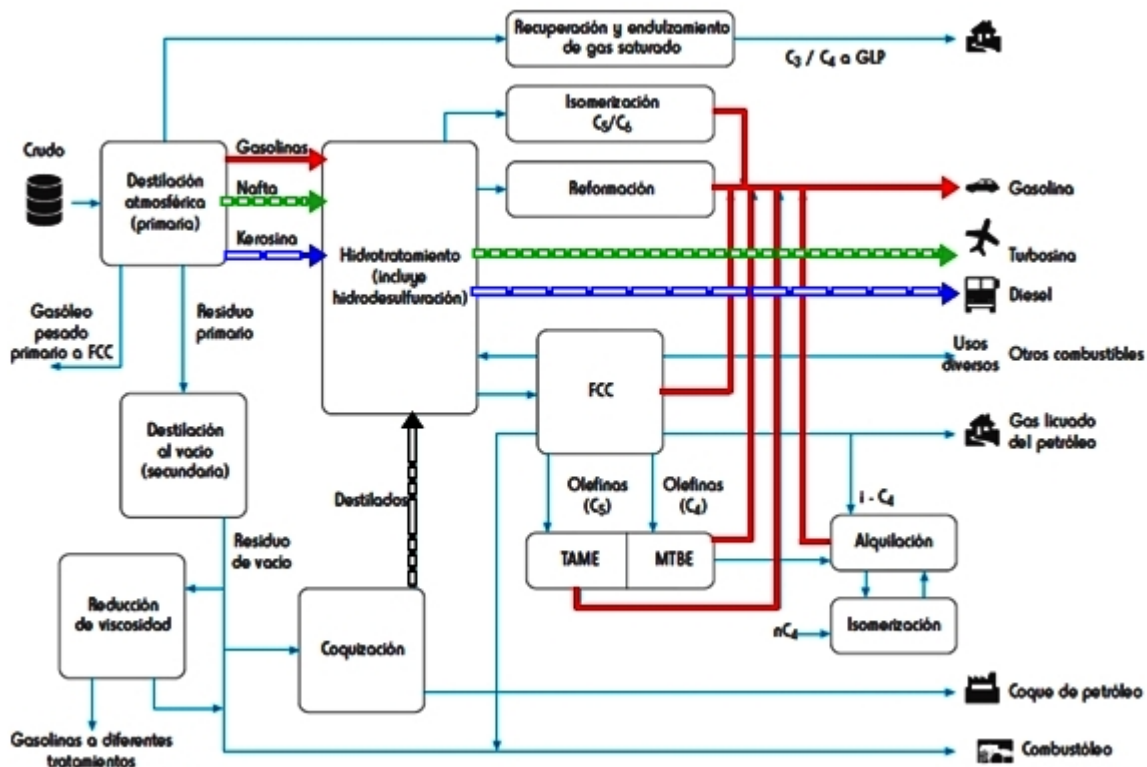 Recuperación y endulzamiento
de gas saturado
C3 / C4 a GLP
Isomerización
C5/C6
Crudo
Gasolinas
Destilación
atmosférica
(primaria)
Nafta
Kerosina
Reformación
Gasolina
Hidrotratamiento
(incluye
hidrodesulfuración)
Turbosina
Diesel
Gasóleo
pesado
primario a FCC
Residuo
primario
FCC
Usos
diversos
Otros combustibles
Destilación
al vacío
(secundaria)
Gas licuado
del petróleo
Destilados
Olefinas
(C5)
Olefinas
(C4)
i - C4
Residuo
de vacío
TAME
MTBE
Alquilación
Reducción
de viscosidad
Coquización
nC4
Isomerización
Coque de petróleo
Gasolinas a diferentes
tratamientos
Combustóleo